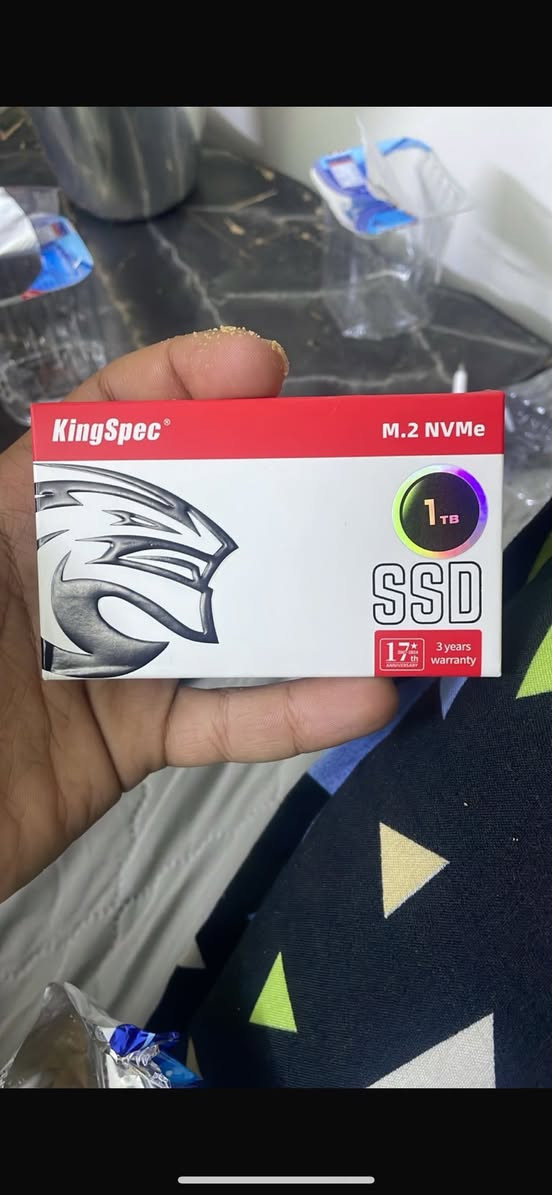 KingSpec®
M.2 NVMe
1TB
SSD
17th
ANNIVERSARY
3 years
warranty